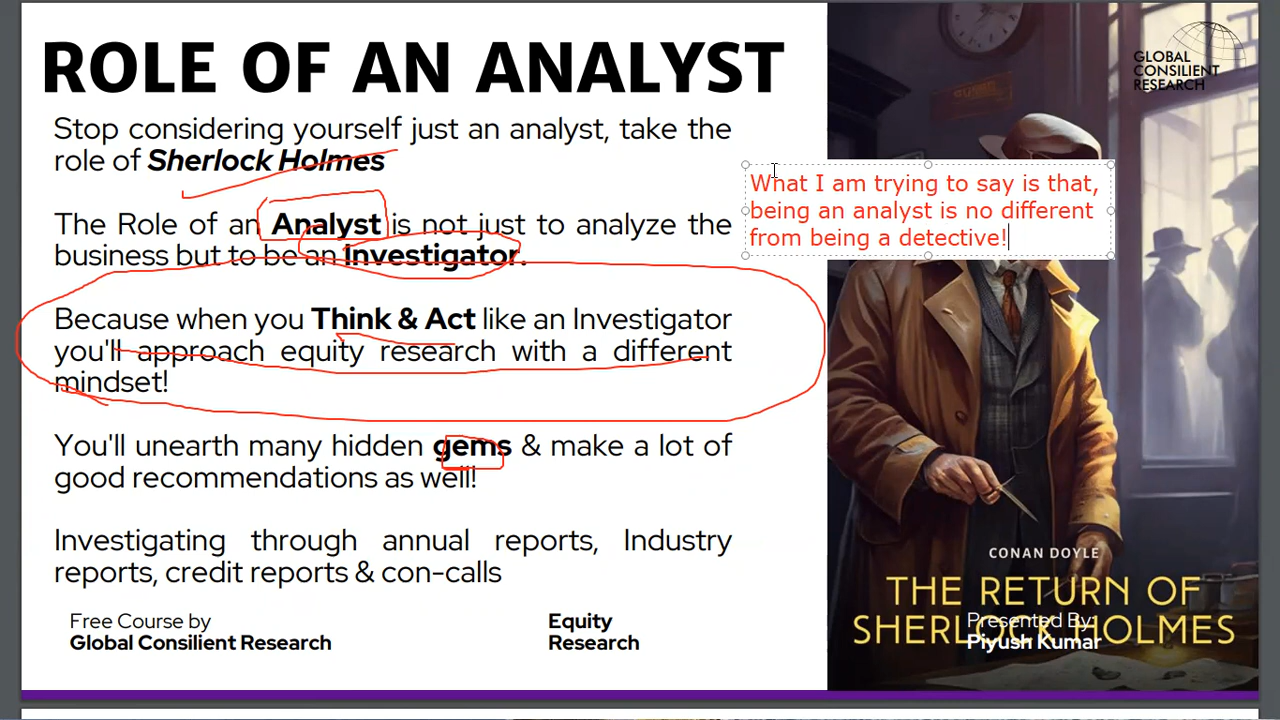 ROLE OF AN ANALYST
Stop considering yourself just an analyst, take the
role of Sherlock Holmes
The Role of an Analyst is not just to analyze the
business but to be an Investigator.
Because when you Think & Act like an Investigator
you'll approach equity research with a different
mindset!
You'll unearth many hidden gems & make a lot of
good recommendations as well!
Investigating through annual reports, Industry
reports, credit reports & con-calls
Free Course by
Global Consilient Research
Equity
Research
GLOBAL
CONSILIENT
RESEARCH
What I am trying to say is that,
being an analyst is no different
from being a detective!
CONAN DOYLE
THE RETURN OF
SHERLOCK HOLMES
Presented By:
Piyush Kumar